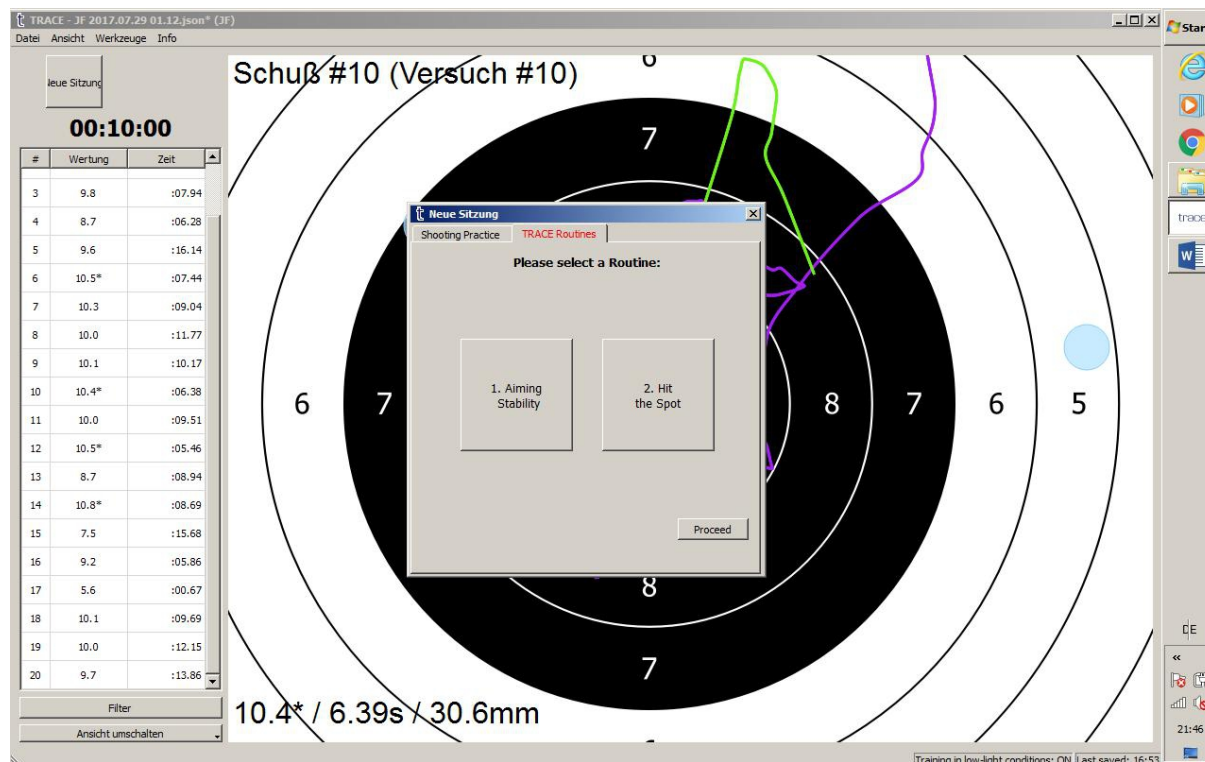 TRACE - JF 2017.07.29 01.12.json* (JF)
Datei Ansicht Werkzeuge Info
Neue Sitzung
00:10:00
# Wertung Zeit
3 9.8 :07.94
4 8.7 :06.28
5 9.6 :16.14
6 10.5* :07.44
7 10.3 :09.04
8 10.0 :11.77
9 10.1 :10.17
10 10.4* :06.38
11 10.0 :09.51
12 10.5* :05.46
13 8.7 :08.94
14 10.8* :08.69
15 7.5 :15.68
16 9.2 :05.86
17 5.6 :00.67
18 10.1 :09.69
19 10.0 :12.15
20 9.7 :13.86
Filter
Ansicht umschalten
Schuß #10 (Versuch #10)
6
7
Neue Sitzung
Shooting Practice TRACE Routines
Please select a Routine:
1. Aiming
Stability
2. Hit
the Spot
Proceed
6 7 8 7 6 5
8
7
10.4* / 6.39s / 30.6mm
Training in low-light conditions: ON Last saved: 16:53
Star
trace
W
DE
«
21:46